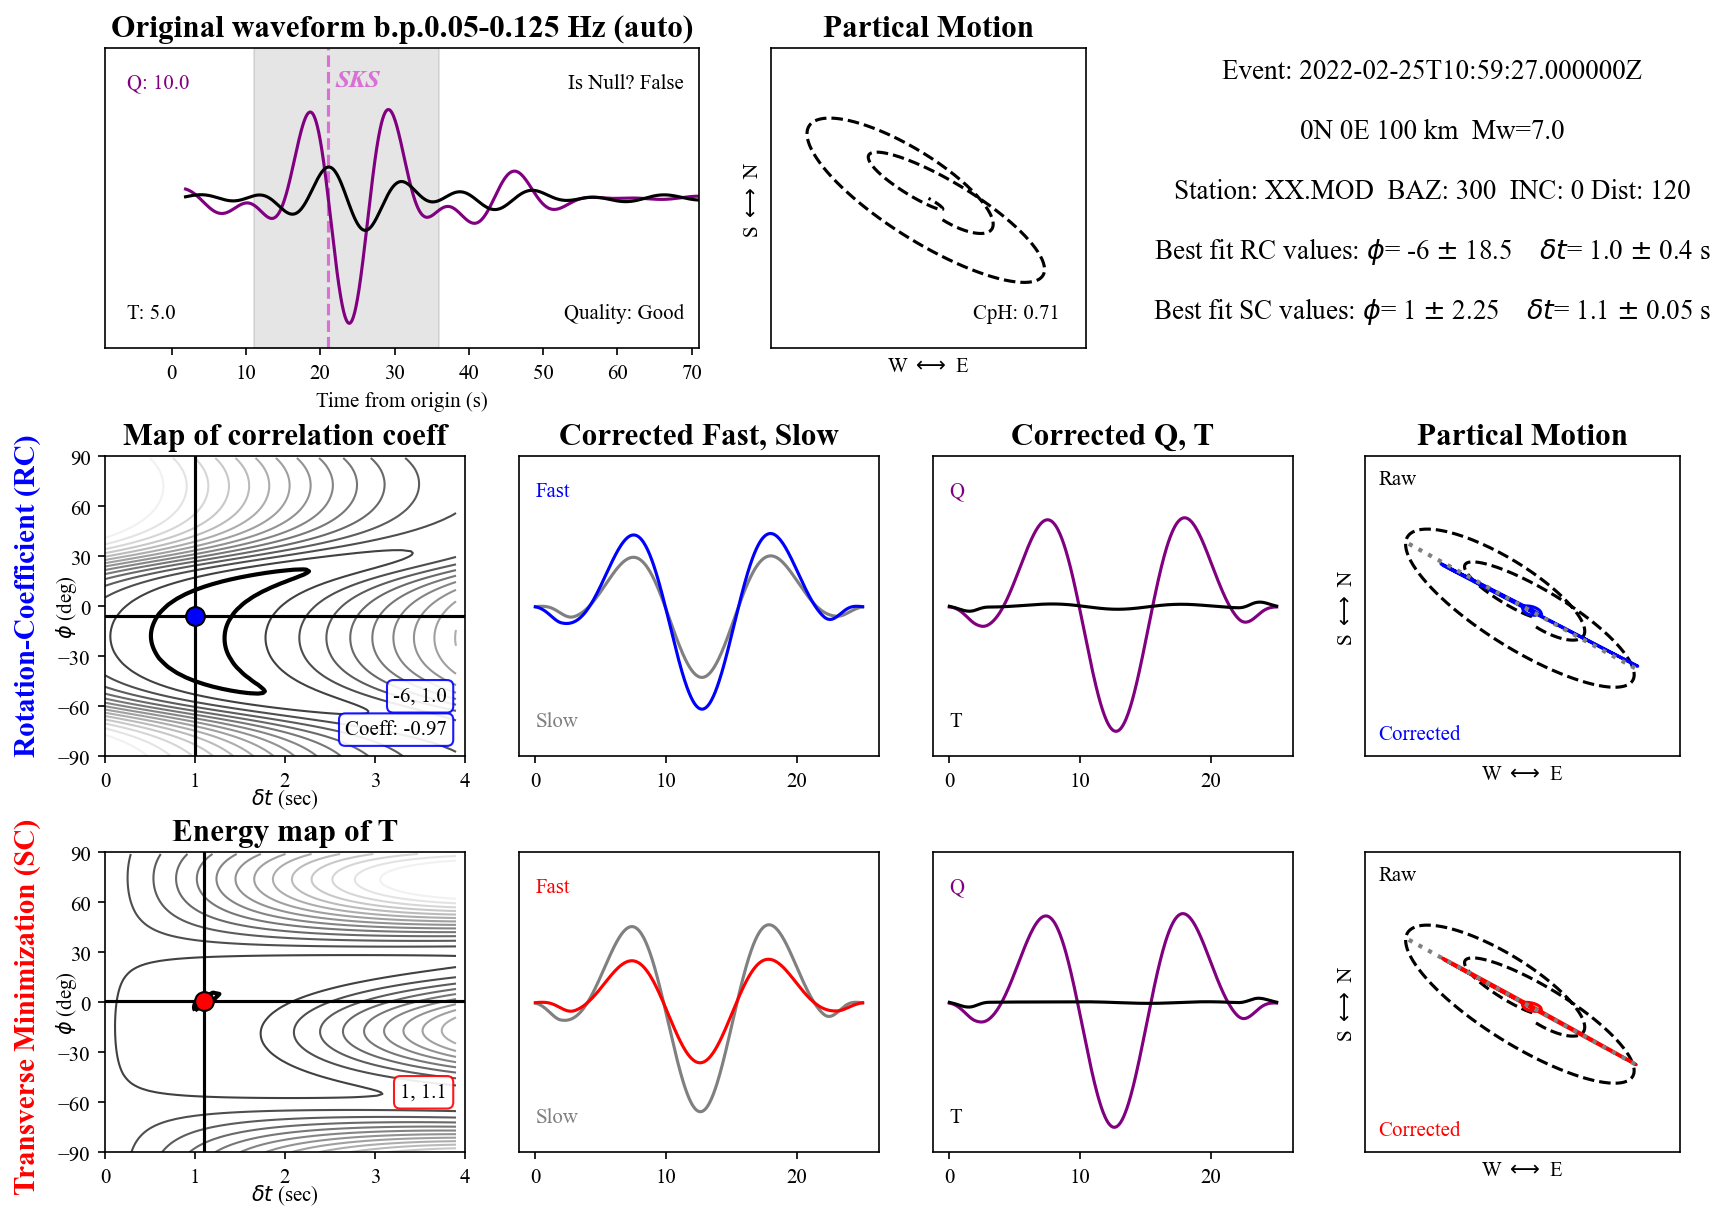 Original waveform b.p.0.05-0.125 Hz (auto)
Q: 10.0
SKS
Is Null? False
T: 5.0
Quality: Good
0 10 20 30 40 50 60 70
Time from origin (s)
Partical Motion
S ⟷ N
CpH: 0.71
W ⟷ E
Event: 2022-02-25T10:59:27.000000Z
0N 0E 100 km Mw=7.0
Station: XX.MOD BAZ: 300 INC: 0 Dist: 120
Best fit RC values: ϕ= -6 ± 18.5 δt= 1.0 ± 0.4 s
Best fit SC values: ϕ= 1 ± 2.25 δt= 1.1 ± 0.05 s
Rotation-Coefficient (RC)
Map of correlation coeff
ϕ (deg)
90
60
30
0
−30
−60
−90
-6, 1.0
Coeff: -0.97
0 1 2 3 4
δt (sec)
Corrected Fast, Slow
Fast
Slow
0 10 20
Corrected Q, T
Q
T
0 10 20
Partical Motion
Raw
S ⟷ N
Corrected
W ⟷ E
Transverse Minimization (SC)
Energy map of T
ϕ (deg)
90
60
30
0
−30
−60
−90
1, 1.1
0 1 2 3 4
δt (sec)
Fast
Slow
0 10 20
Q
T
0 10 20
Raw
S ⟷ N
Corrected
W ⟷ E